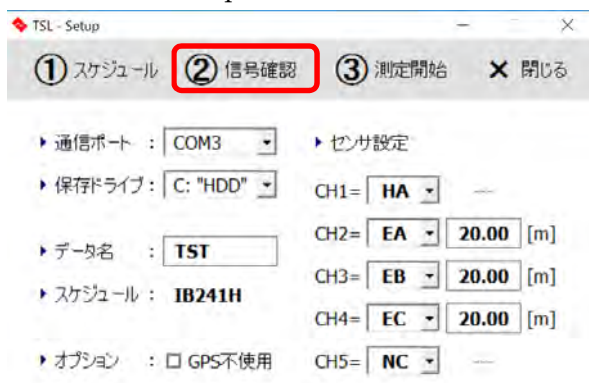 TSL - Setup
① スケジュール ② 信号確認 ③ 測定開始 × 閉じる
通信ポート : COM3
保存ドライブ : C: "HDD"
データ名 : TST
スケジュール : IB241H
オプション : GPS不使用
センサ設定
CH1= HA ---
CH2= EA 20.00 [m]
CH3= EB 20.00 [m]
CH4= EC 20.00 [m]
CH5= NC ---